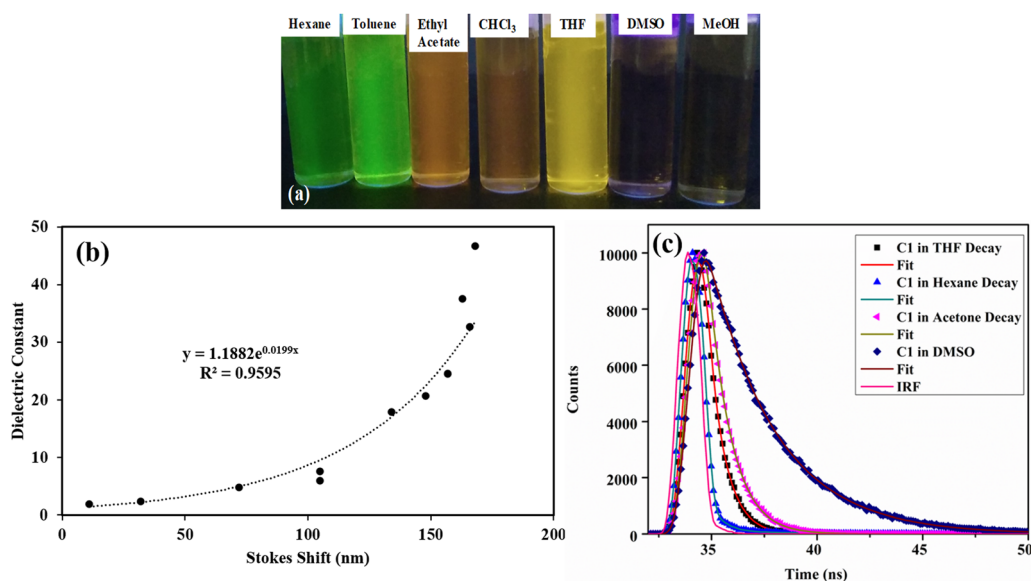 Hexane Toluene Ethyl Acetate CHCl₃ THF DMSO MeOH
(a)
(b)
50
40
30
20
10
0
Dielectric Constant
y = 1.1882e^0.0199x
R² = 0.9595
0 50 100 150 200
Stokes Shift (nm)
(c)
10000
8000
6000
4000
2000
0
Counts
C1 in THF Decay
Fit
C1 in Hexane Decay
Fit
C1 in Acetone Decay
Fit
C1 in DMSO
Fit
IRF
35 40 45 50
Time (ns)